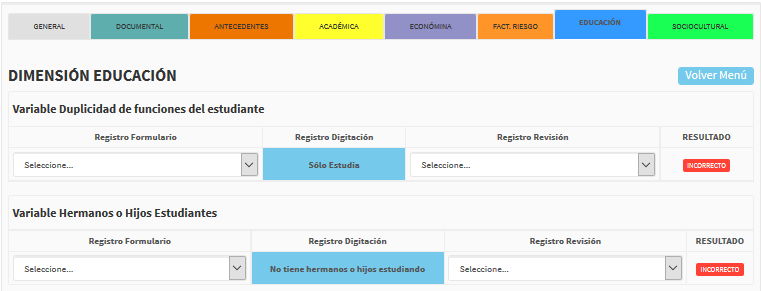 GENERAL DOCUMENTAL ANTECEDENTES ACADÉMICA ECONÓMINA FACT. RIESGO EDUCACIÓN SOCIOCULTURAL
DIMENSIÓN EDUCACIÓN Volver Menú
Variable Duplicidad de funciones del estudiante
Registro Formulario Registro Digitación Registro Revisión RESULTADO
Seleccione... Sólo Estudia Seleccione... INCORRECTO
Variable Hermanos o Hijos Estudiantes
Registro Formulario Registro Digitación Registro Revisión RESULTADO
Seleccione... No tiene hermanos o hijos estudiando Seleccione... INCORRECTO